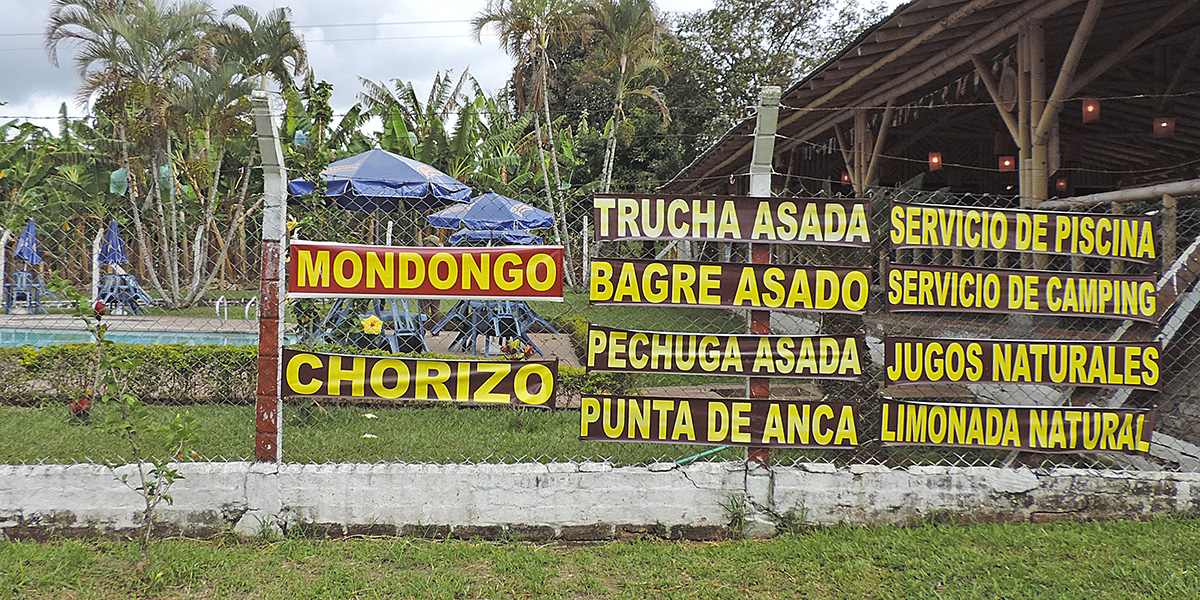 MONDONGO
CHORIZO
TRUCHA ASADA
BAGRE ASADO
PECHUGA ASADA
PUNTA DE ANCA
SERVICIO DE PISCINA
SERVICIO DE CAMPING
JUGOS NATURALES
LIMONADA NATURAL